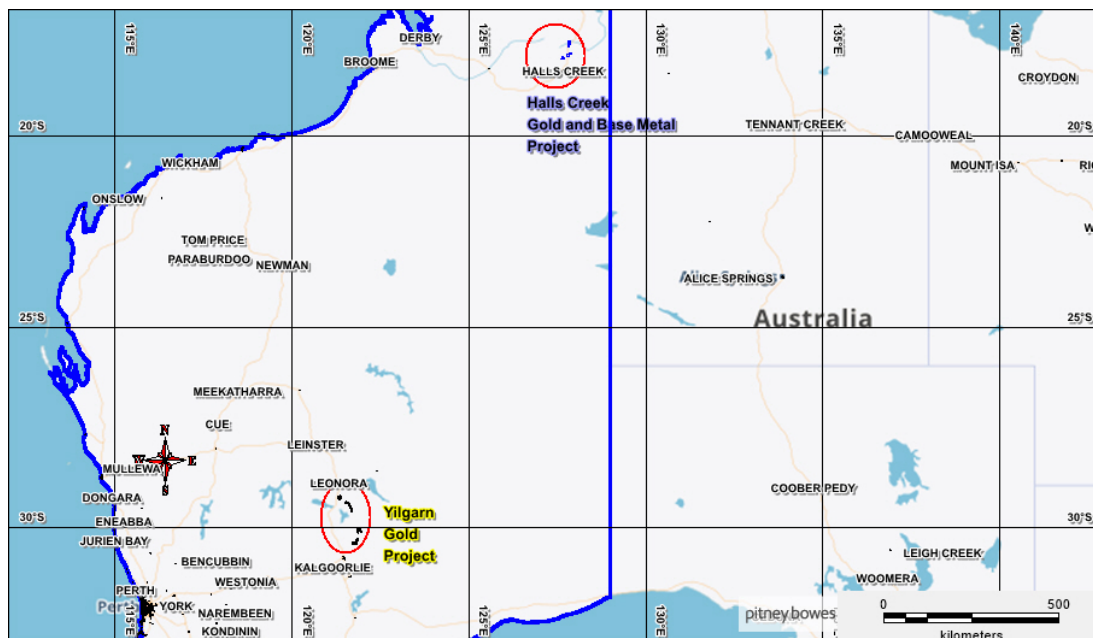 115°E
120°E
125°E
130°E
135°E
140°E
DERBY
BROOME
HALLS CREEK
CROYDON
Halls Creek
Gold and Base Metal
Project
20°S
TENNANT CREEK
CAMOOWEAL
WICKHAM
MOUNT ISA
ONSLOW
TOM PRICE
PARABURDOO
NEWMAN
ALICE SPRINGS
Australia
25°S
25°S
MEEKATHARRA
CUE
N
W
E
S
LEINSTER
MULLEWA
LEONORA
COOBER PEDY
DONGARA
30°S
ENEABBA
JURIEN BAY
Yilgarn
Gold
Project
30°S
LEIGH CREEK
BENCUBBIN
KALGOORLIE
WESTONIA
WOOMERA
PERTH
YORK
NAREMBEEN
KONDININ
115°E
120°E
125°E
130°E
pitney bowes
0
500
kilometers
20°S